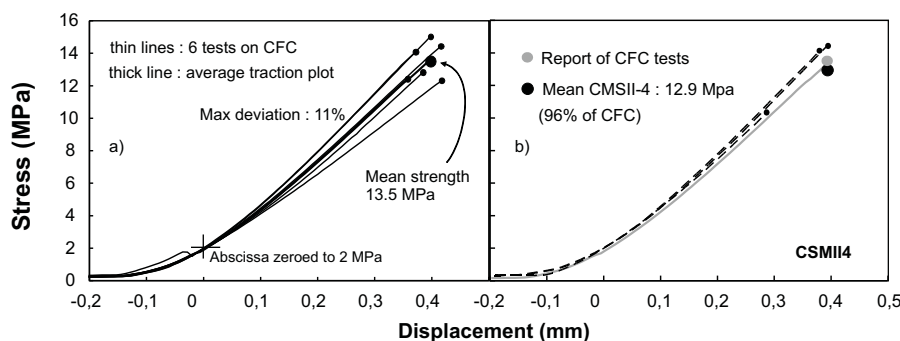 Stress (MPa)
16
14
12
10
8
6
4
2
0
thin lines : 6 tests on CFC
thick line : average traction plot
Max deviation : 11%
a)
Mean strength
13.5 MPa
Abscissa zeroed to 2 MPa
-0,2 -0,1 0 0,1 0,2 0,3 0,4
Report of CFC tests
Mean CMSII-4 : 12.9 Mpa
(96% of CFC)
b)
CSMII4
-0,2 -0,1 0 0,1 0,2 0,3 0,4 0,5
Displacement (mm)